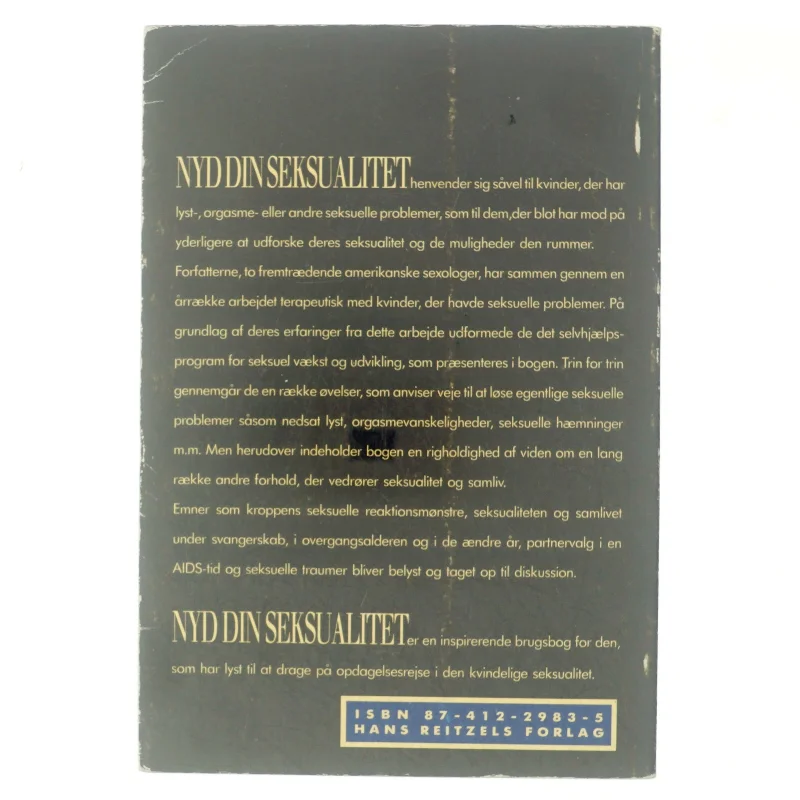 NYD DIN SEKSUALITET henvender sig såvel til kvinder, der har
lyst-, orgasme- eller andre seksuelle problemer, som til dem,der blot har mod på
yderligere at udforske deres seksualitet og de muligheder den rummer.
Forfatterne, to fremtrædende amerikanske sexologer, har sammen gennem en
årrække arbejdet terapeutisk med kvinder, der havde seksuelle problemer. På
grundlag af deres erfaringer fra dette arbejde udformede de det selvhjælps-
program for seksuel vækst og udvikling, som præsenteres i bogen. Trin for trin
gennemgår de en række øvelser, som anviser veje til at løse egentlige seksuelle
problemer såsom nedsat lyst, orgasmevanskeligheder, seksuelle hæmninger
m.m. Men herudover indeholder bogen en righoldighed af viden om en lang
række andre forhold, der vedrører seksualitet og samliv.
Emner som kroppens seksuelle reaktionsmønstre, seksualiteten og samlivet
under svangerskab, i overgangsalderen og i de ændre år, partnervalg i en
AIDS-tid og seksuelle traumer bliver belyst og taget op til diskussion.
NYD DIN SEKSUALITET er en inspirerende brugsbog for den,
som har lyst til at drage på opdagelsesrejse i den kvindelige seksualitet.
ISBN 87-412-2983-5
HANS REITZELS FORLAG